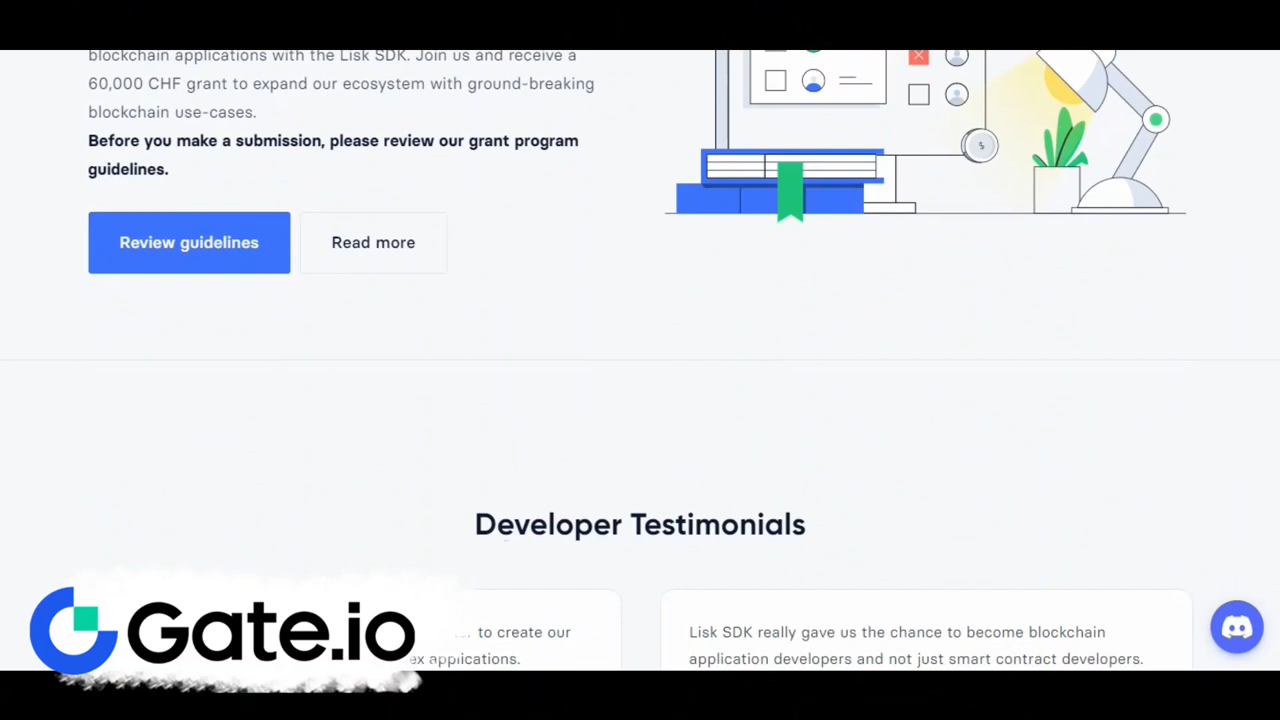 blockchain applications with the Lisk SDK. Join us and receive a
60,000 CHF grant to expand our ecosystem with ground-breaking
blockchain use-cases.
Before you make a submission, please review our grant program
guidelines.
Review guidelines
Read more
$
Developer Testimonials
to create our
applications.
Lisk SDK really gave us the chance to become blockchain
application developers and not just smart contract developers.
Gate.io